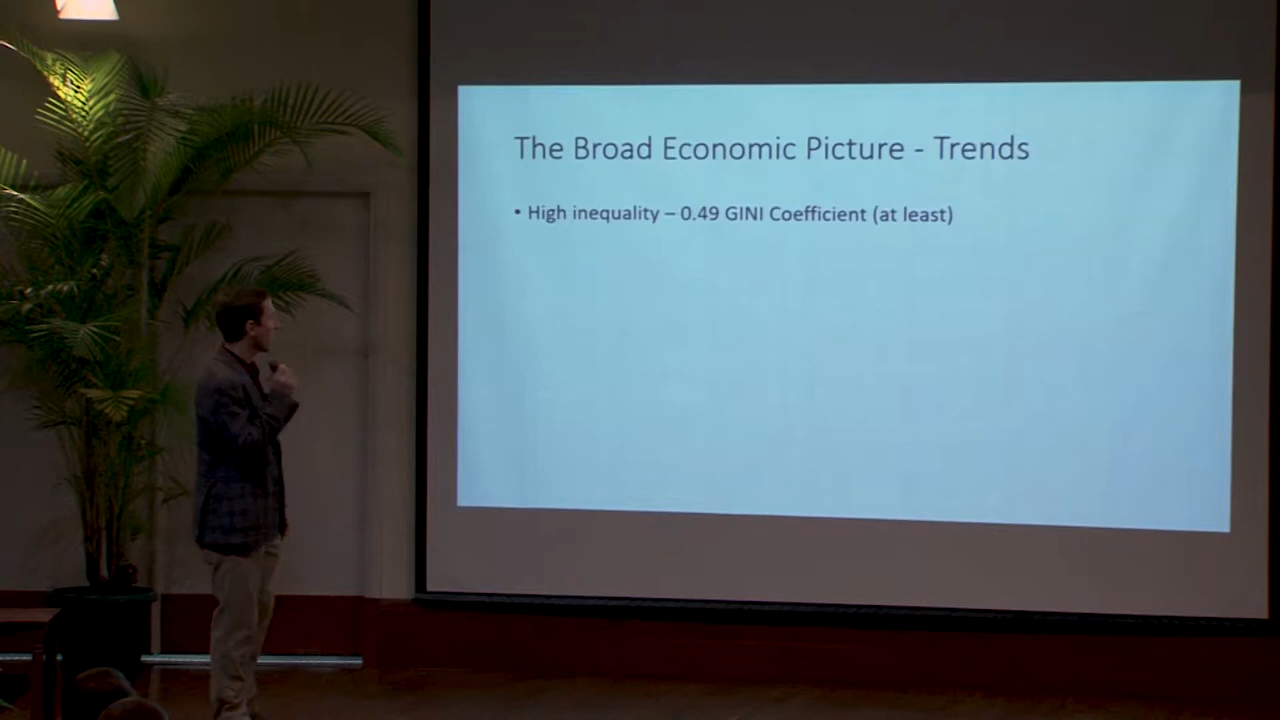 The Broad Economic Picture - Trends
• High inequality – 0.49 GINI Coefficient (at least)